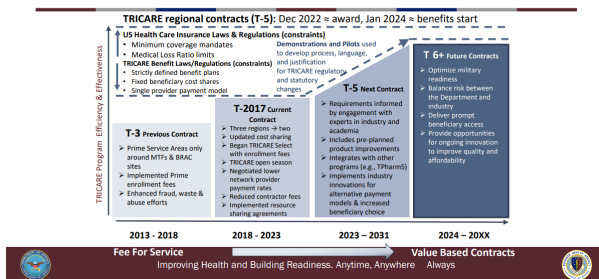 TRICARE regional contracts (T-5): Dec 2022 ≈ award, Jan 2024 ≈ benefits start
TRICARE Program Efficiency & Effectiveness
US Health Care Insurance Laws & Regulations (constraints)
• Minimum coverage mandates
• Medical Loss Ratio limits
TRICARE Benefit Laws/Regulations (constraints)
• Strictly defined benefit plans
• Fixed beneficiary cost shares
• Single provider payment model
Demonstrations and Pilots used
to develop process, language,
and justification
for TRICARE regulatory
and statutory
changes
T-3 Previous Contract
➢ Prime Service Areas only
around MTFs & BRAC
sites
➢ Implemented Prime
enrollment fees
➢ Enhanced fraud, waste &
abuse efforts
T-2017 Current
Contract
➢ Three regions → two
➢ Updated cost sharing
➢ Began TRICARE Select
with enrollment fees
➢ TRICARE open season
➢ Negotiated lower
network provider
payment rates
➢ Reduced contractor fees
➢ Implemented resource
sharing agreements
T-5 Next Contract
➢ Requirements informed
by engagement with
experts in industry and
academia
➢ Includes pre-planned
product improvements
➢ Integrates with other
programs (e.g., TPharm5)
➢ Implements industry
innovations for
alternative payment
models & increased
beneficiary choice
T 6+ Future Contracts
➢ Optimize military
readiness
➢ Balance risk between
the Department and
industry
➢ Deliver prompt
beneficiary access
➢ Provide opportunities
for ongoing innovation
to improve quality and
affordability
2013 - 2018
2018 - 2023
2023 – 2031
2024 – 20XX
Fee For Service
Value Based Contracts
Improving Health and Building Readiness. Anytime, Anywhere Always